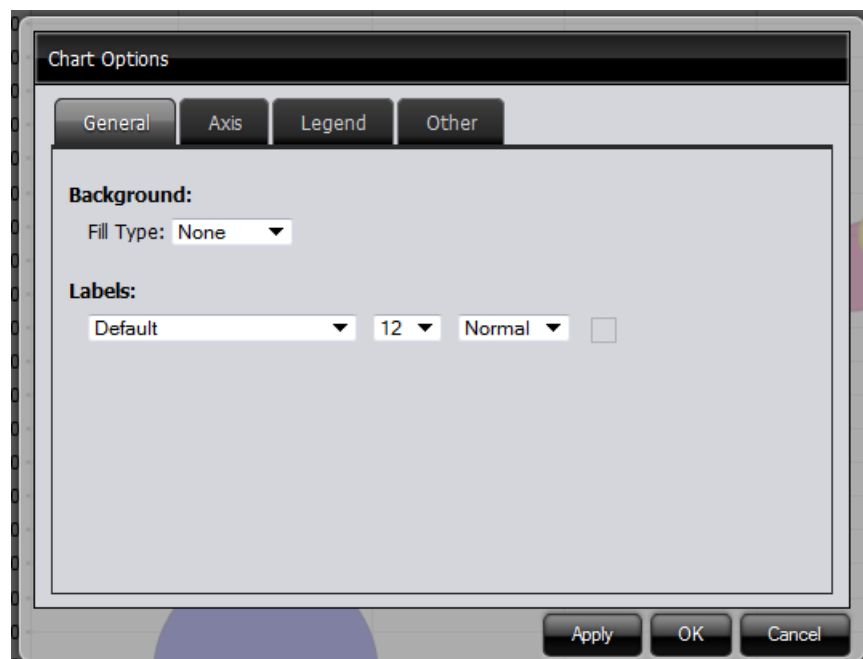 Chart Options
General Axis Legend Other
Background:
Fill Type: None
Labels:
Default 12 Normal
Apply OK Cancel